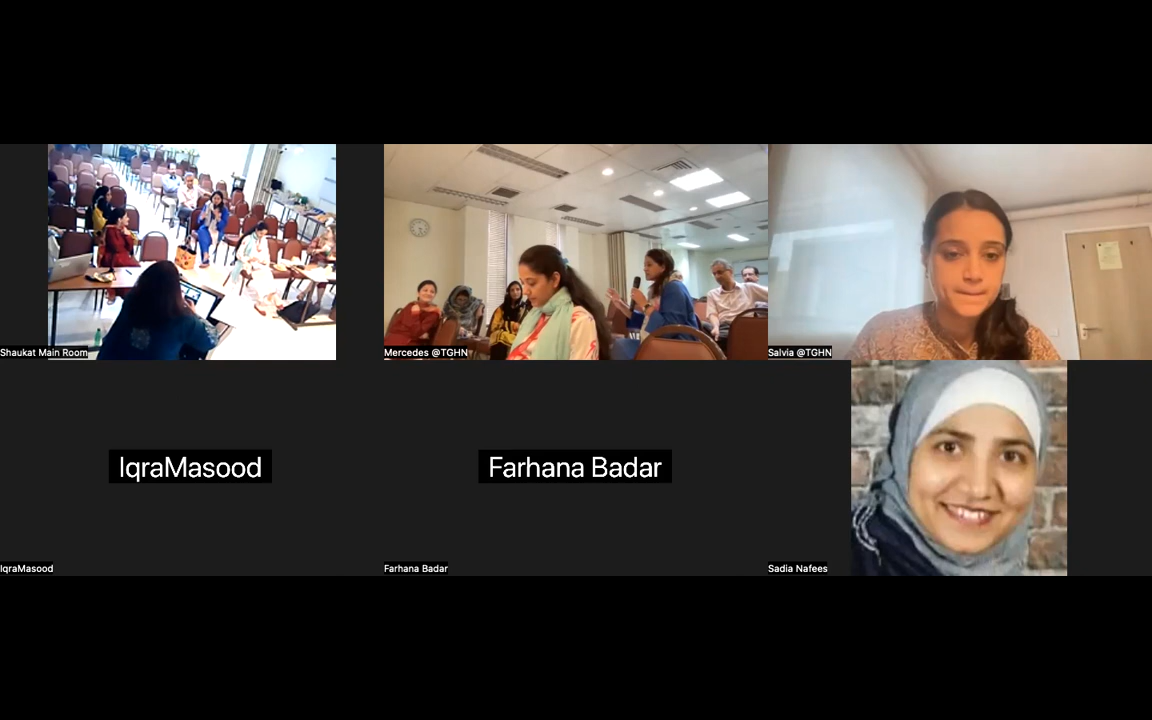 Shaukat Main Room
Mercedes @TGHN
Salvia @TGHN
IqraMasood
Farhana Badar
IqraMasood
Farhana Badar
Sadia Nafees